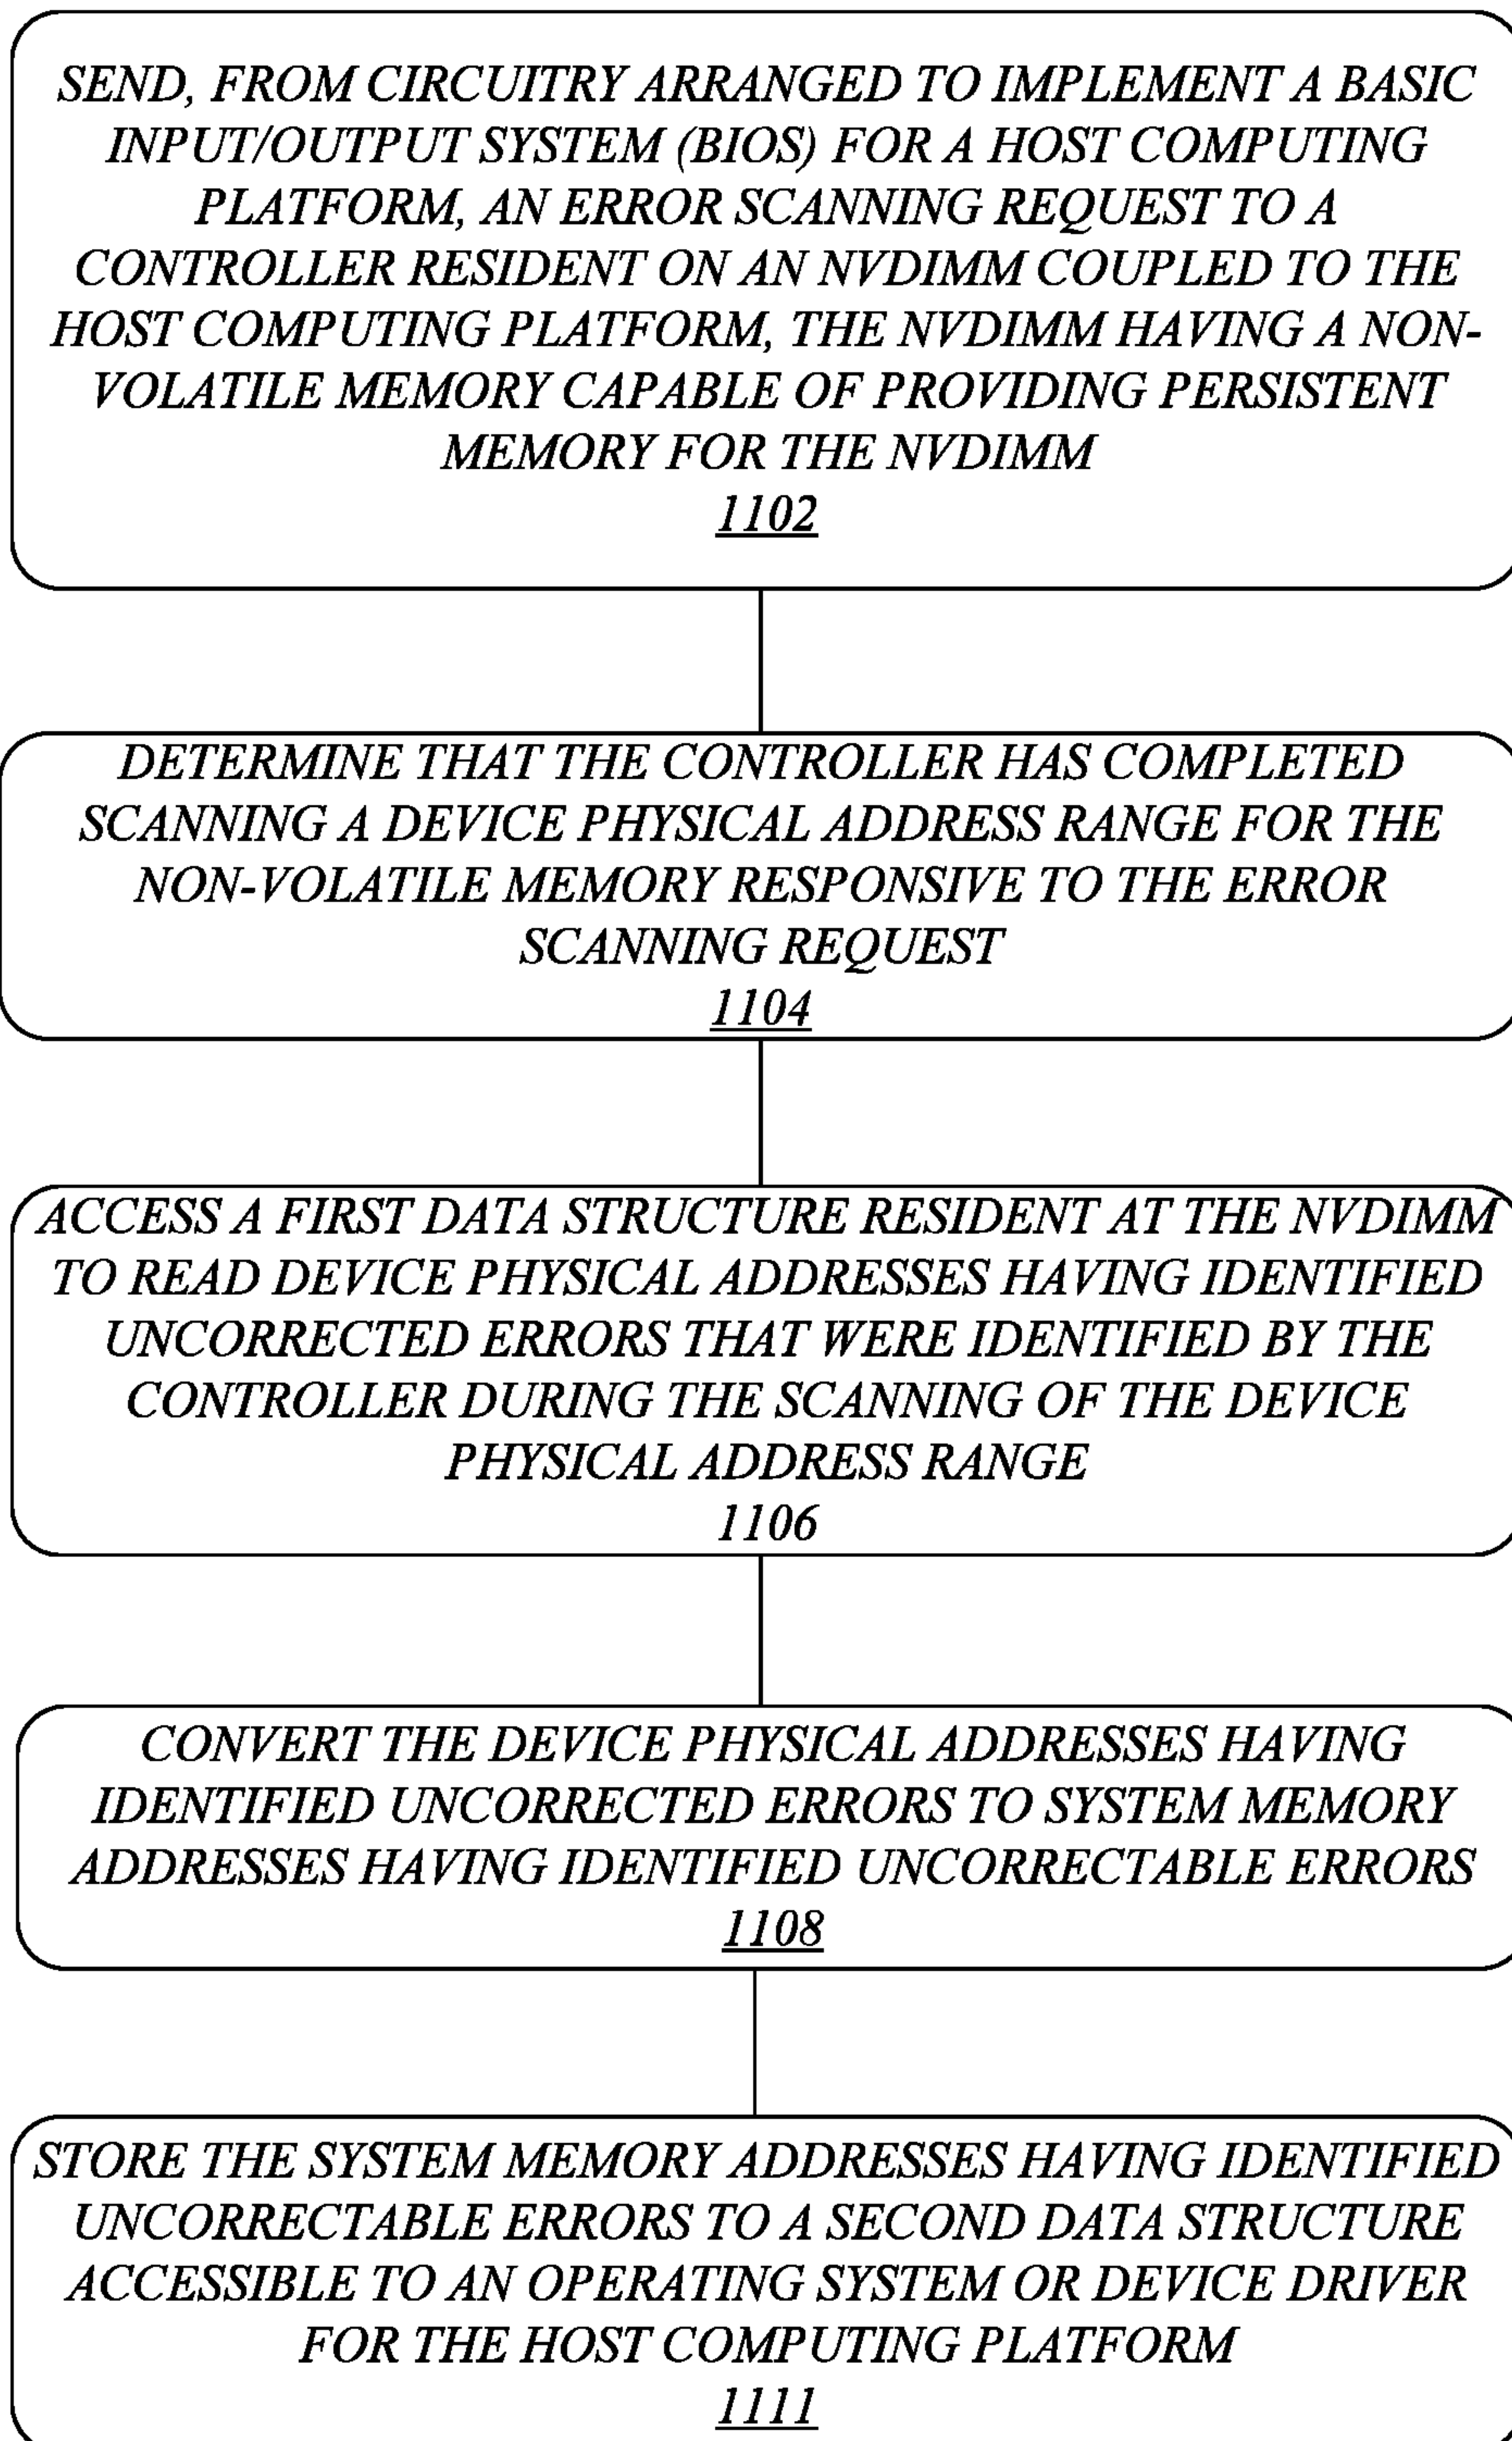 SEND, FROM CIRCUITRY ARRANGED TO IMPLEMENT A BASIC
INPUT/OUTPUT SYSTEM (BIOS) FOR A HOST COMPUTING
PLATFORM, AN ERROR SCANNING REQUEST TO A
CONTROLLER RESIDENT ON AN NVDIMM COUPLED TO THE
HOST COMPUTING PLATFORM, THE NVDIMM HAVING A NON-
VOLATILE MEMORY CAPABLE OF PROVIDING PERSISTENT
MEMORY FOR THE NVDIMM
1102
DETERMINE THAT THE CONTROLLER HAS COMPLETED
SCANNING A DEVICE PHYSICAL ADDRESS RANGE FOR THE
NON-VOLATILE MEMORY RESPONSIVE TO THE ERROR
SCANNING REQUEST
1104
ACCESS A FIRST DATA STRUCTURE RESIDENT AT THE NVDIMM
TO READ DEVICE PHYSICAL ADDRESSES HAVING IDENTIFIED
UNCORRECTED ERRORS THAT WERE IDENTIFIED BY THE
CONTROLLER DURING THE SCANNING OF THE DEVICE
PHYSICAL ADDRESS RANGE
1106
CONVERT THE DEVICE PHYSICAL ADDRESSES HAVING
IDENTIFIED UNCORRECTED ERRORS TO SYSTEM MEMORY
ADDRESSES HAVING IDENTIFIED UNCORRECTABLE ERRORS
1108
STORE THE SYSTEM MEMORY ADDRESSES HAVING IDENTIFIED
UNCORRECTABLE ERRORS TO A SECOND DATA STRUCTURE
ACCESSIBLE TO AN OPERATING SYSTEM OR DEVICE DRIVER
FOR THE HOST COMPUTING PLATFORM
1111